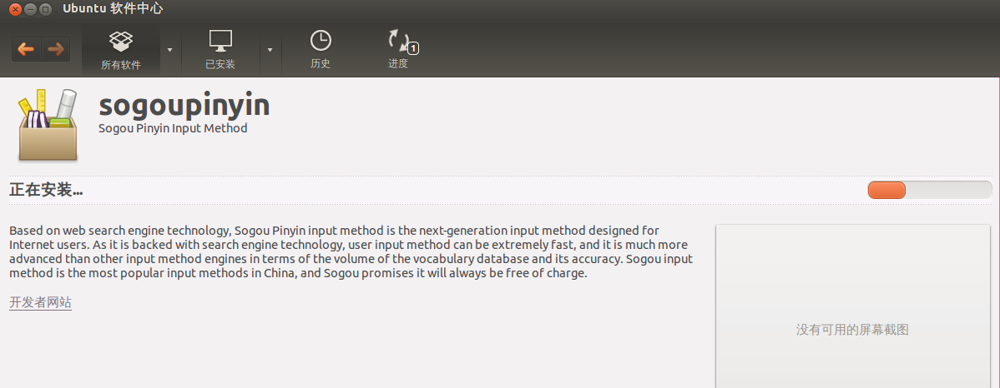 Ubuntu 软件中心
所有软件
已安装
历史
进度
1
sogoupinyin
Sogou Pinyin Input Method
正在安装...
Based on web search engine technology, Sogou Pinyin input method is the next-generation input method designed for
Internet users. As it is backed with search engine technology, user input method can be extremely fast, and it is much more
advanced than other input method engines in terms of the volume of the vocabulary database and its accuracy. Sogou input
method is the most popular input methods in China, and Sogou promises it will always be free of charge.
开发者网站
没有可用的屏幕截图